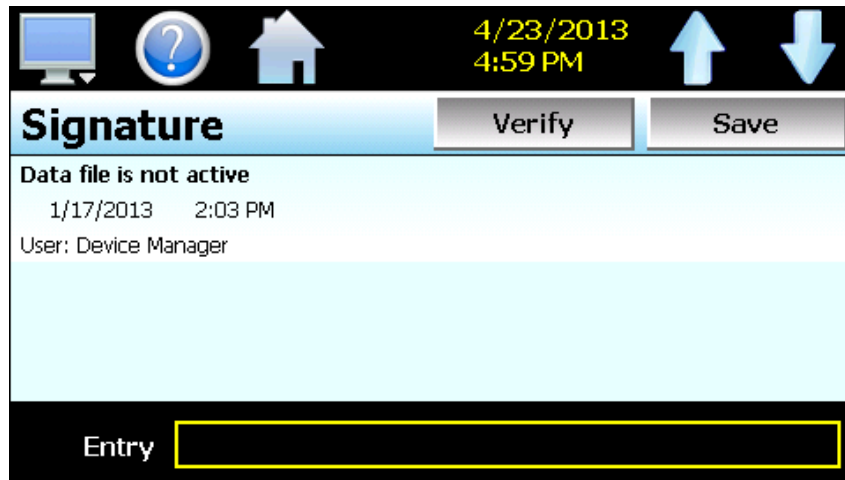 ?
4/23/2013
4:59 PM
Signature
Verify
Save
Data file is not active
1/17/2013 2:03 PM
User: Device Manager
Entry